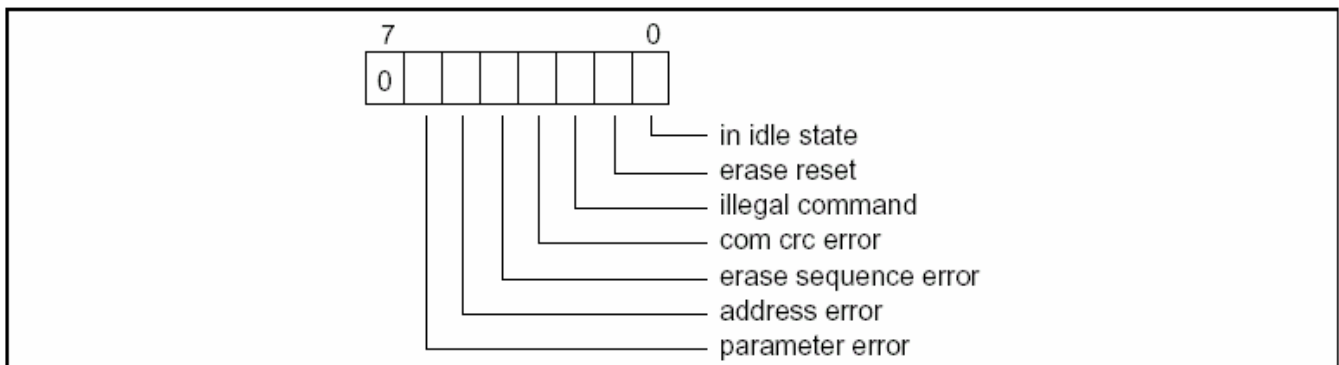 7 0
0
in idle state
erase reset
illegal command
com crc error
erase sequence error
address error
parameter error